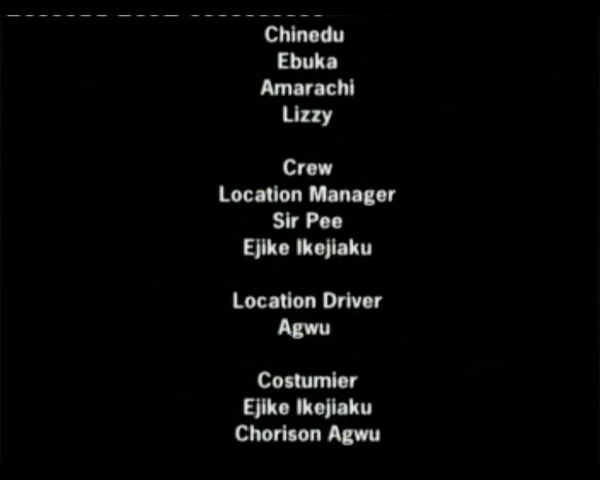 Chinedu
Ebuka
Amarachi
Lizzy
Crew
Location Manager
Sir Pee
Ejike Ikejiaku
Location Driver
Agwu
Costumier
Ejike Ikejiaku
Chorison Agwu